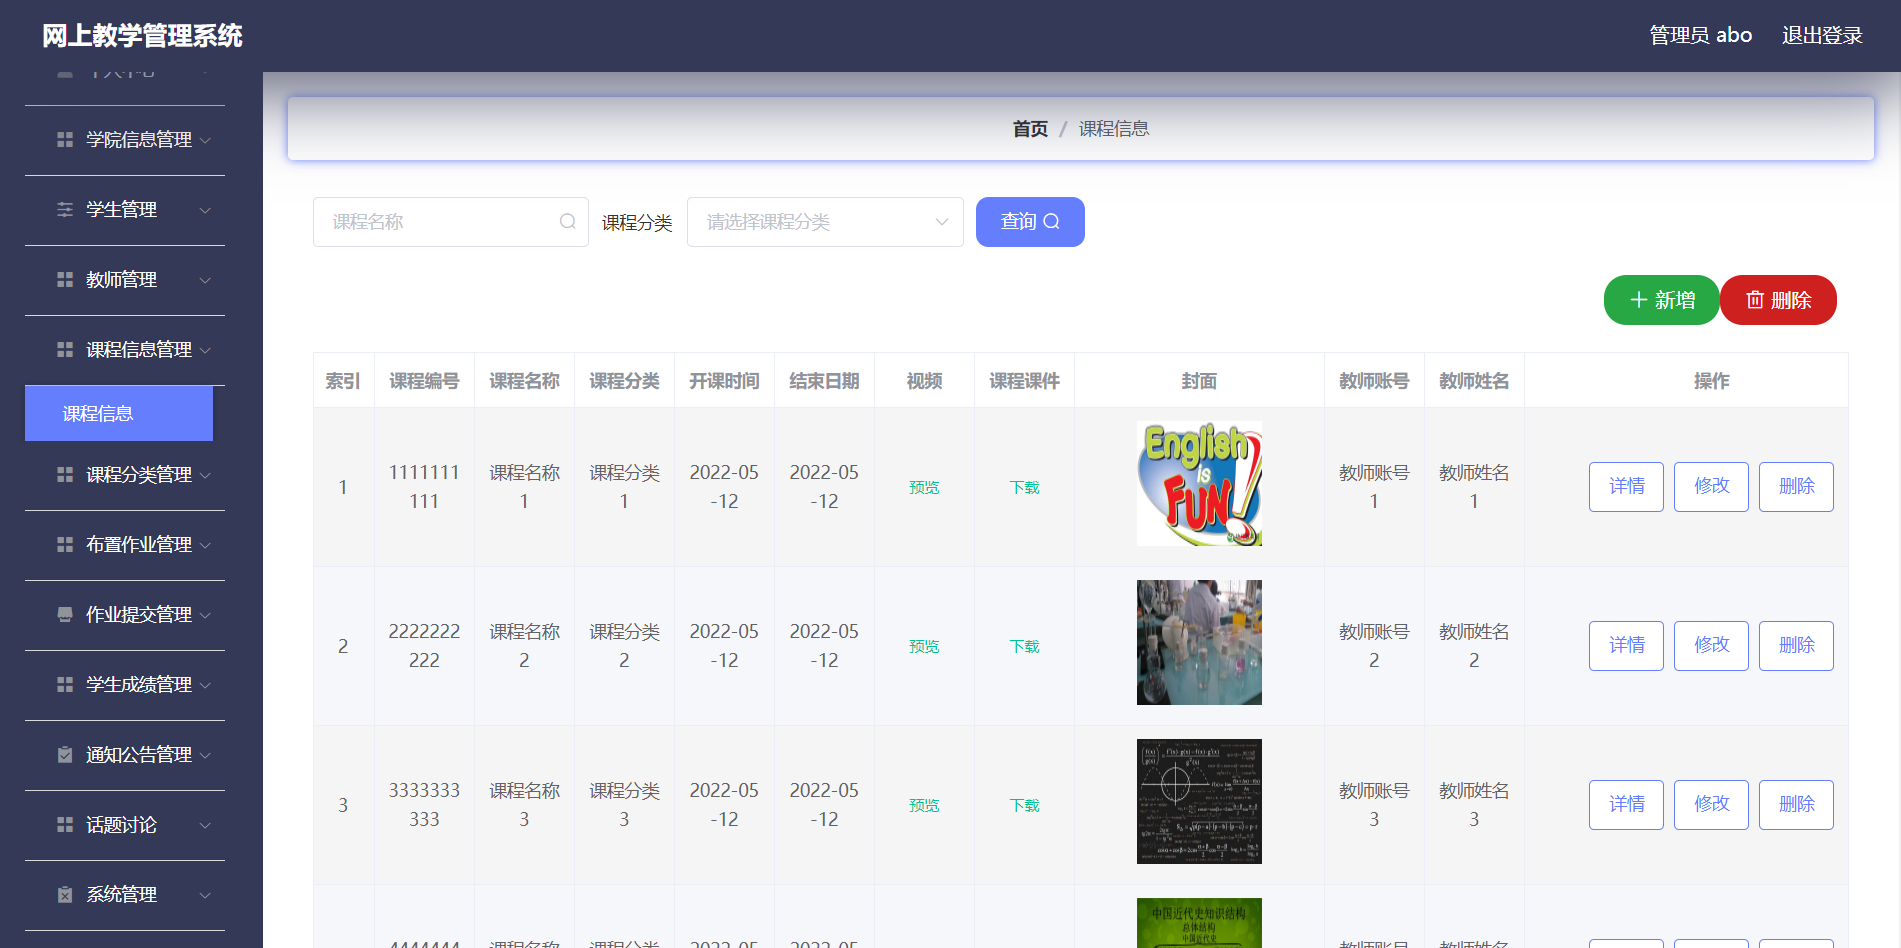 网上教学管理系统
管理员 abo 退出登录
个人中心
学院信息管理
学生管理
教师管理
课程信息管理
课程信息
课程分类管理
布置作业管理
作业提交管理
学生成绩管理
通知公告管理
话题讨论
系统管理
首页 / 课程信息
课程名称 课程分类 请选择课程分类 查询
新增 删除
索引 课程编号 课程名称 课程分类 开课时间 结束日期 视频 课程课件 封面 教师账号 教师姓名 操作
1 1111111111 课程名称1 课程分类1 2022-05-12 2022-05-12 预览 下载 English is FUN! 教师账号1 教师姓名1 详情 修改 删除
2 2222222222 课程名称2 课程分类2 2022-05-12 2022-05-12 预览 下载 教师账号2 教师姓名2 详情 修改 删除
3 3333333333 课程名称3 课程分类3 2022-05-12 2022-05-12 预览 下载 教师账号3 教师姓名3 详情 修改 删除
4444444 课程名称 课程分类 2022-05 2022-05 教师账号 教师姓名
中国近代史知识结构
总体结构
中国近代史